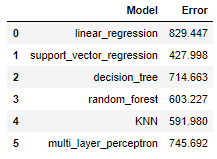 Model Error
0 linear_regression 829.447
1 support_vector_regression 427.998
2 decision_tree 714.663
3 random_forest 603.227
4 KNN 591.980
5 multi_layer_perceptron 745.692